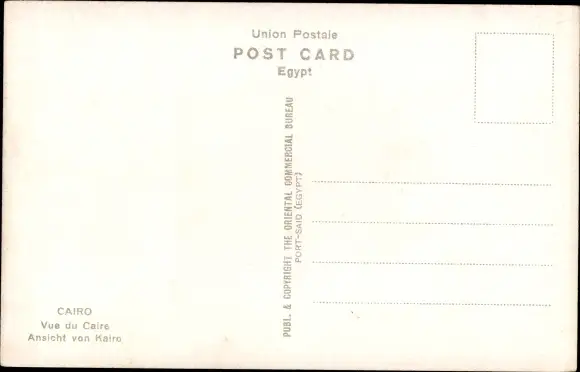 Union Postale
POST CARD
Egypt
PUBL. & COPYRIGHT THE ORIENTAL COMMERCIAL BUREAU
PORT-SAID (EGYPT)
CAIRO
Vue du Caire
Ansicht von Kairo